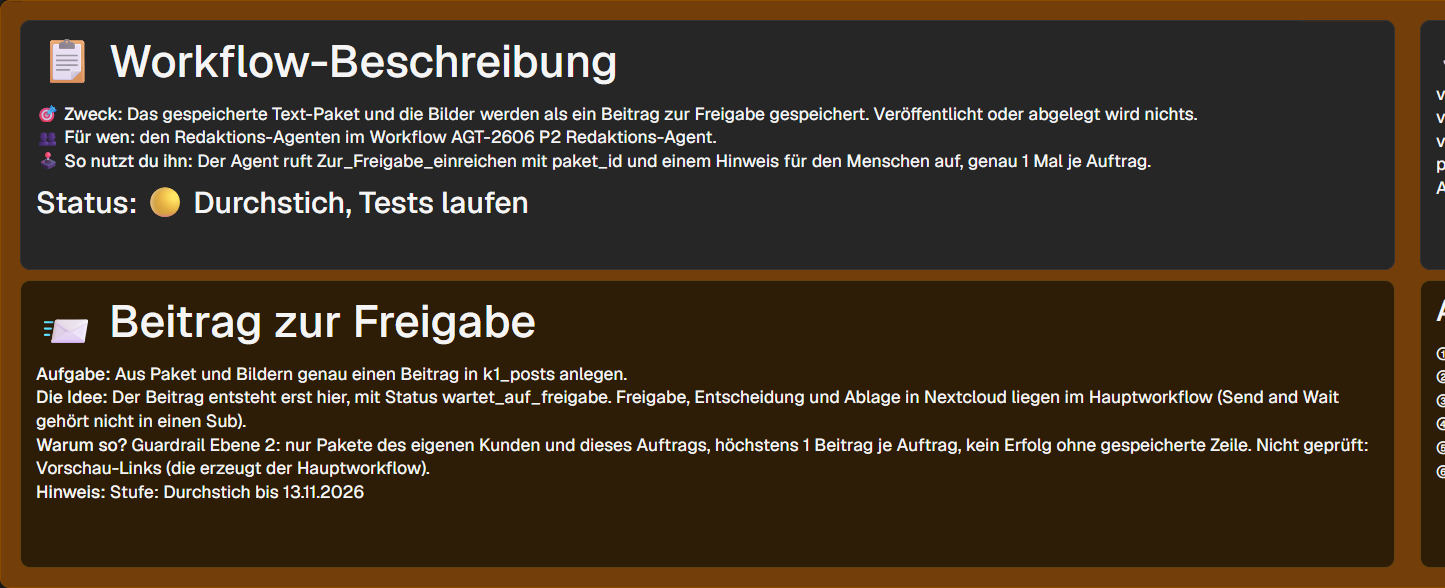 Workflow-Beschreibung
Zweck: Das gespeicherte Text-Paket und die Bilder werden als ein Beitrag zur Freigabe gespeichert. Veröffentlicht oder abgelegt wird nichts.
Für wen: den Redaktions-Agenten im Workflow AGT-2606 P2 Redaktions-Agent.
So nutzt du ihn: Der Agent ruft Zur_Freigabe_einreichen mit paket_id und einem Hinweis für den Menschen auf, genau 1 Mal je Auftrag.
Status: Durchstich, Tests laufen
Beitrag zur Freigabe
Aufgabe: Aus Paket und Bildern genau einen Beitrag in k1_posts anlegen.
Die Idee: Der Beitrag entsteht erst hier, mit Status wartet_auf_freigabe. Freigabe, Entscheidung und Ablage in Nextcloud liegen im Hauptworkflow (Send and Wait
gehört nicht in einen Sub).
Warum so? Guardrail Ebene 2: nur Pakete des eigenen Kunden und dieses Auftrags, höchstens 1 Beitrag je Auftrag, kein Erfolg ohne gespeicherte Zeile. Nicht geprüft:
Vorschau-Links (die erzeugt der Hauptworkflow).
Hinweis: Stufe: Durchstich bis 13.11.2026